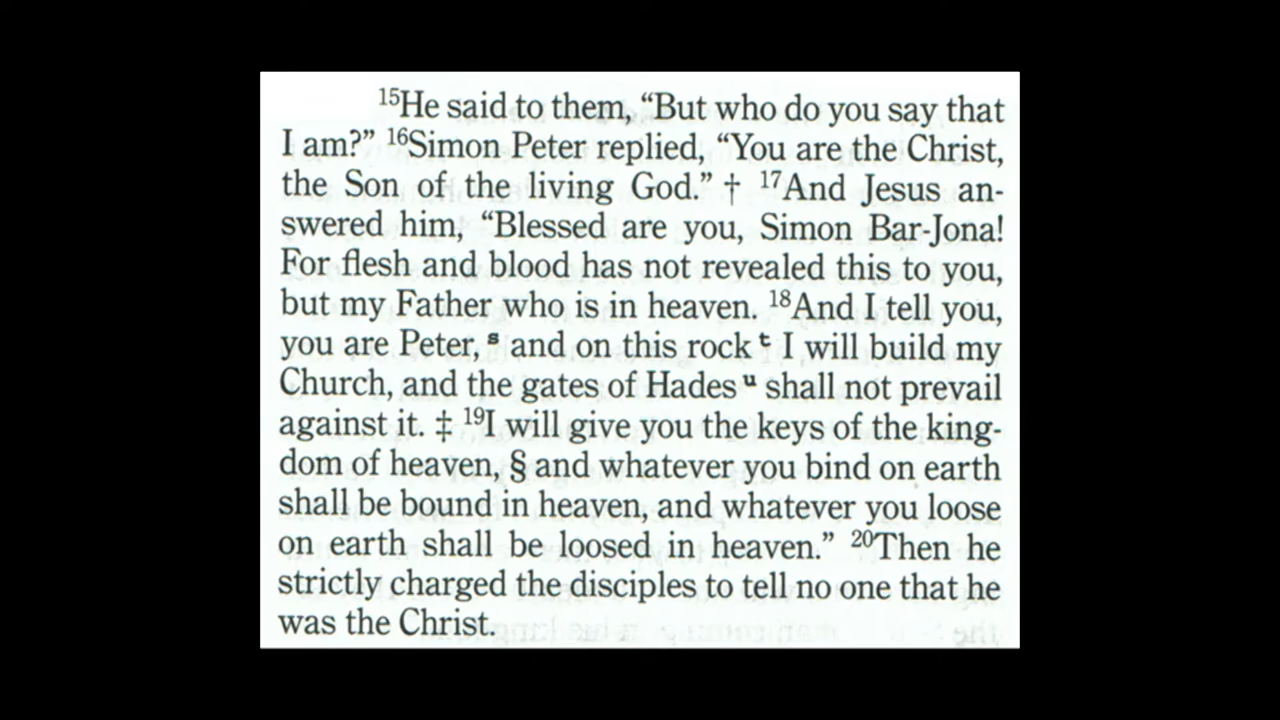 ¹⁵He said to them, “But who do you say that
I am?” ¹⁶Simon Peter replied, “You are the Christ,
the Son of the living God.” † ¹⁷And Jesus an-
swered him, “Blessed are you, Simon Bar-Jona!
For flesh and blood has not revealed this to you,
but my Father who is in heaven. ¹⁸And I tell you,
you are Peter, ˢ and on this rock ᵗ I will build my
Church, and the gates of Hades ᵘ shall not prevail
against it. ‡ ¹⁹I will give you the keys of the king-
dom of heaven, § and whatever you bind on earth
shall be bound in heaven, and whatever you loose
on earth shall be loosed in heaven.” ²⁰Then he
strictly charged the disciples to tell no one that he
was the Christ.